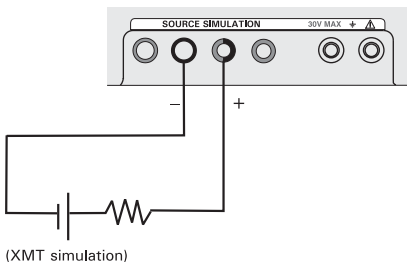 SOURCE SIMULATION 30V MAX
− +
(XMT simulation)